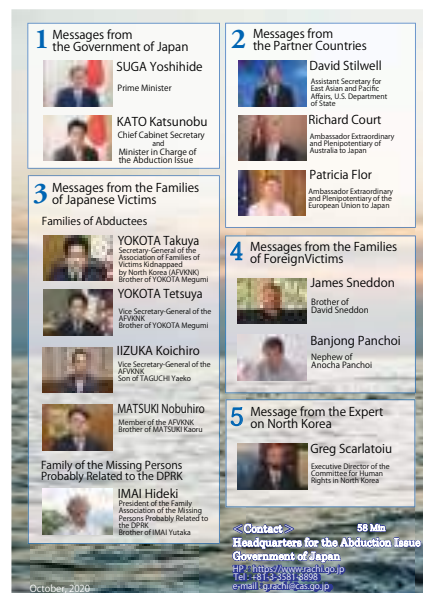 1 Messages from
the Government of Japan
SUGA Yoshihide
Prime Minister
KATO Katsunobu
Chief Cabinet Secretary
and
Minister in Charge of
the Abduction Issue
2 Messages from
the Partner Countries
David Stilwell
Assistant Secretary for
East Asian and Pacific
Affairs, U.S. Department
of State
Richard Court
Ambassador Extraordinary
and Plenipotentiary of
Australia to Japan
Patricia Flor
Ambassador Extraordinary
and Plenipotentiary of the
European Union to Japan
3 Messages from the Families
of Japanese Victims
Families of Abductees
YOKOTA Takuya
Secretary-General of the
Association of Families of
Victims Kidnappaed
by North Korea (AFVKNK)
Brother of YOKOTA Megumi
YOKOTA Tetsuya
Vice Secretary-General of the
AFVKNK
Brother of YOKOTA Megumi
IIZUKA Koichiro
Vice Secretary-General of the
AFVKNK
Son of TAGUCHI Yaeko
MATSUKI Nobuhiro
Member of the AFVKNK
Brother of MATSUKI Kaoru
Family of the Missing Persons
Probably Related to the DPRK
IMAI Hideki
President of the Family
Association of the Missing
Persons Probably Related to
the DPRK
Brother of IMAI Yutaka
4 Messages from the Families
of ForeignVictims
James Sneddon
Brother of
David Sneddon
Banjong Panchoi
Nephew of
Anocha Panchoi
5 Message from the Expert
on North Korea
Greg Scarlatoiu
Executive Director of the
Committee for Human
Rights in North Korea
≪Contact≫ 58 Min
Headquarters for the Abduction Issue
Government of Japan
HP : https://www.rachi.go.jp
Tel : +81-3-3581-8898
e-mail : g.rachi@cas.go.jp
October, 2020